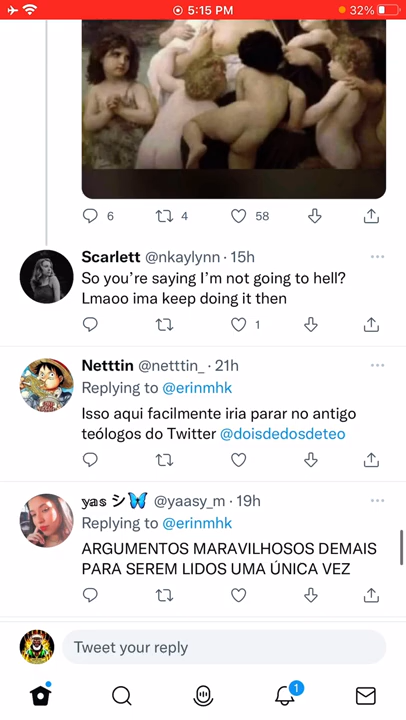 5:15 PM
32%
6
4
58
Scarlett @nkaylynn · 15h
So you're saying I'm not going to hell?
Lmaoo ima keep doing it then
1
Netttin @netttin_ · 21h
Replying to @erinmhk
Isso aqui facilmente iria parar no antigo
teólogos do Twitter @doisdedosdeteo
𝕪𝕒𝕤 シ🦋 @yaasy_m · 19h
Replying to @erinmhk
ARGUMENTOS MARAVILHOSOS DEMAIS
PARA SEREM LIDOS UMA ÚNICA VEZ
Tweet your reply
1